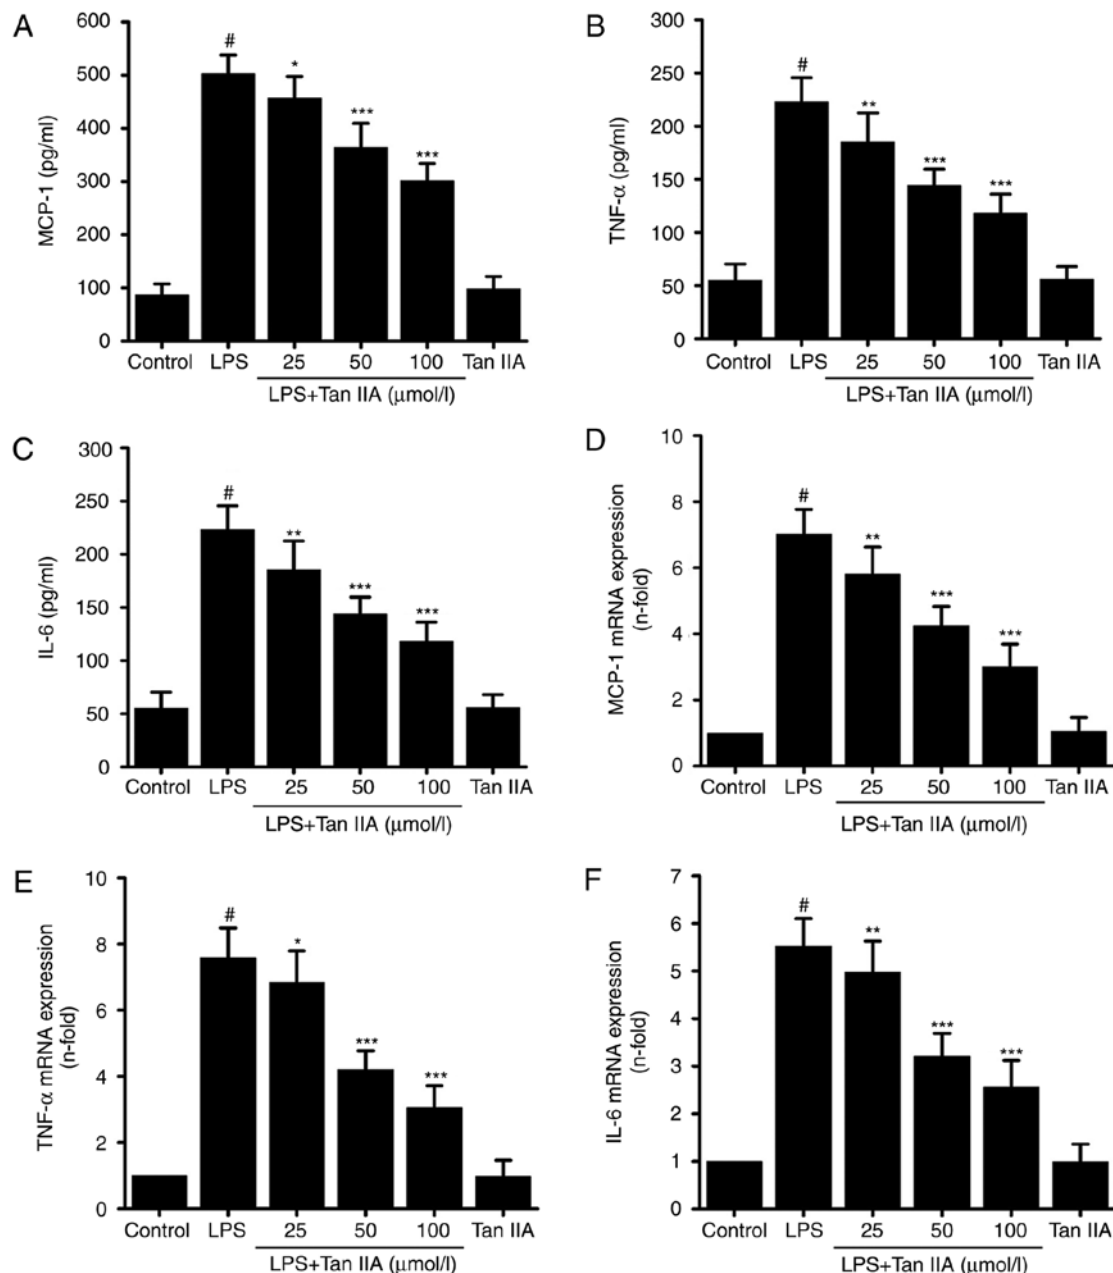 A
MCP-1 (pg/ml)
600
500
400
300
200
100
0
#
*
***
***
Control LPS 25 50 100 Tan IIA
LPS+Tan IIA (μmol/l)
B
TNF-α (pg/ml)
300
250
200
150
100
50
0
#
**
***
***
Control LPS 25 50 100 Tan IIA
LPS+Tan IIA (μmol/l)
C
IL-6 (pg/ml)
300
250
200
150
100
50
0
#
**
***
***
Control LPS 25 50 100 Tan IIA
LPS+Tan IIA (μmol/l)
D
MCP-1 mRNA expression
(n-fold)
10
8
6
4
2
0
#
**
***
***
Control LPS 25 50 100 Tan IIA
LPS+Tan IIA (μmol/l)
E
TNF-α mRNA expression
(n-fold)
10
8
6
4
2
0
#
*
***
***
Control LPS 25 50 100 Tan IIA
LPS+Tan IIA (μmol/l)
F
IL-6 mRNA expression
(n-fold)
7
6
5
4
3
2
1
0
#
**
***
***
Control LPS 25 50 100 Tan IIA
LPS+Tan IIA (μmol/l)